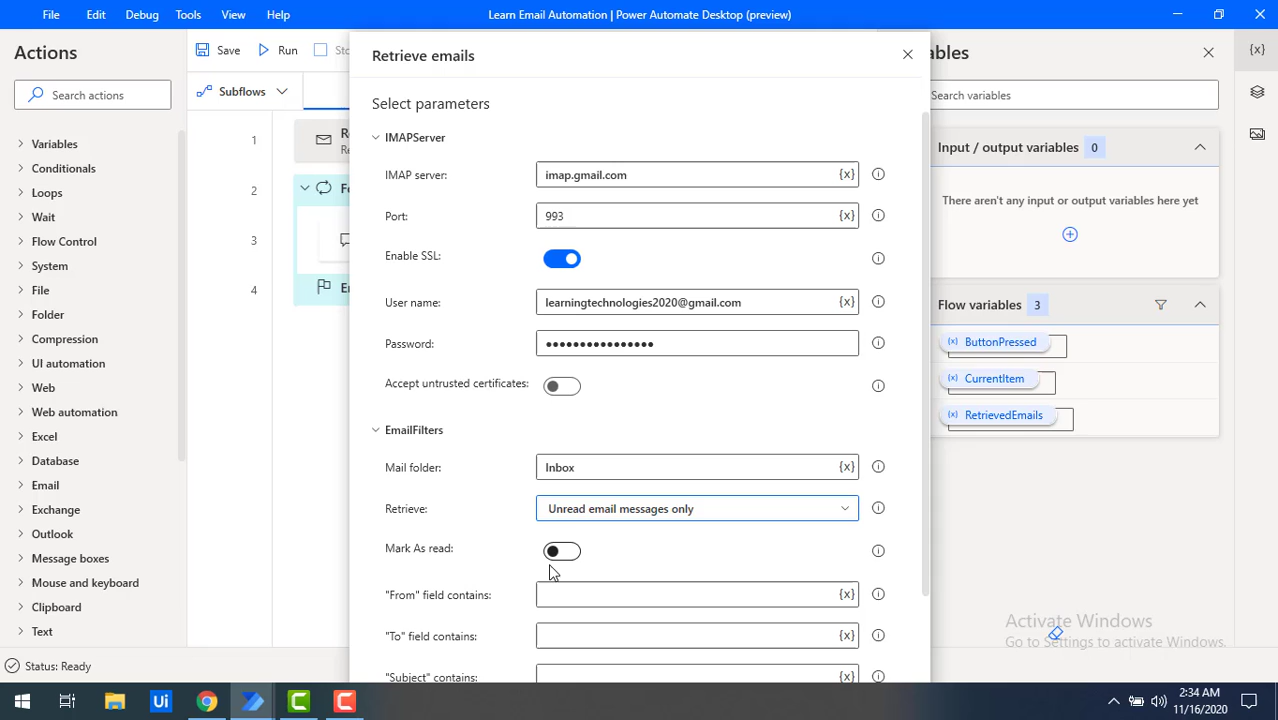 File Edit Debug Tools View Help
Learn Email Automation | Power Automate Desktop (preview)
Actions
Search actions
Variables
Conditionals
Loops
Wait
Flow Control
System
File
Folder
Compression
UI automation
Web
Web automation
Excel
Database
Email
Exchange
Outlook
Message boxes
Mouse and keyboard
Clipboard
Text
Save Run
Subflows
1
2
3
4
Retrieve emails
Select parameters
IMAPServer
IMAP server: imap.gmail.com {x}
Port: 993 {x}
Enable SSL:
User name: learningtechnologies2020@gmail.com {x}
Password: ••••••••••••••••
Accept untrusted certificates:
EmailFilters
Mail folder: Inbox {x}
Retrieve: Unread email messages only
Mark As read:
"From" field contains: {x}
"To" field contains: {x}
"Subject" contains: {x}
ables
{x}
Search variables
Input / output variables 0
There aren't any input or output variables here yet
Flow variables 3
(x) ButtonPressed
(x) CurrentItem
(x) RetrievedEmails
Activate Windows
Go to Settings to activate Windows.
Status: Ready
Ui
C
C
2:34 AM
11/16/2020